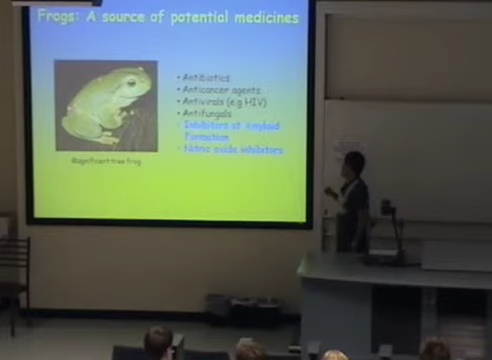 Frogs: A source of potential medicines
• Antibiotics
• Anticancer agents
• Antivirals (e.g HIV)
• Antifungals
• Inhibitors of Amyloid
Formation
• Nitric oxide inhibitors
Magnificent tree frog